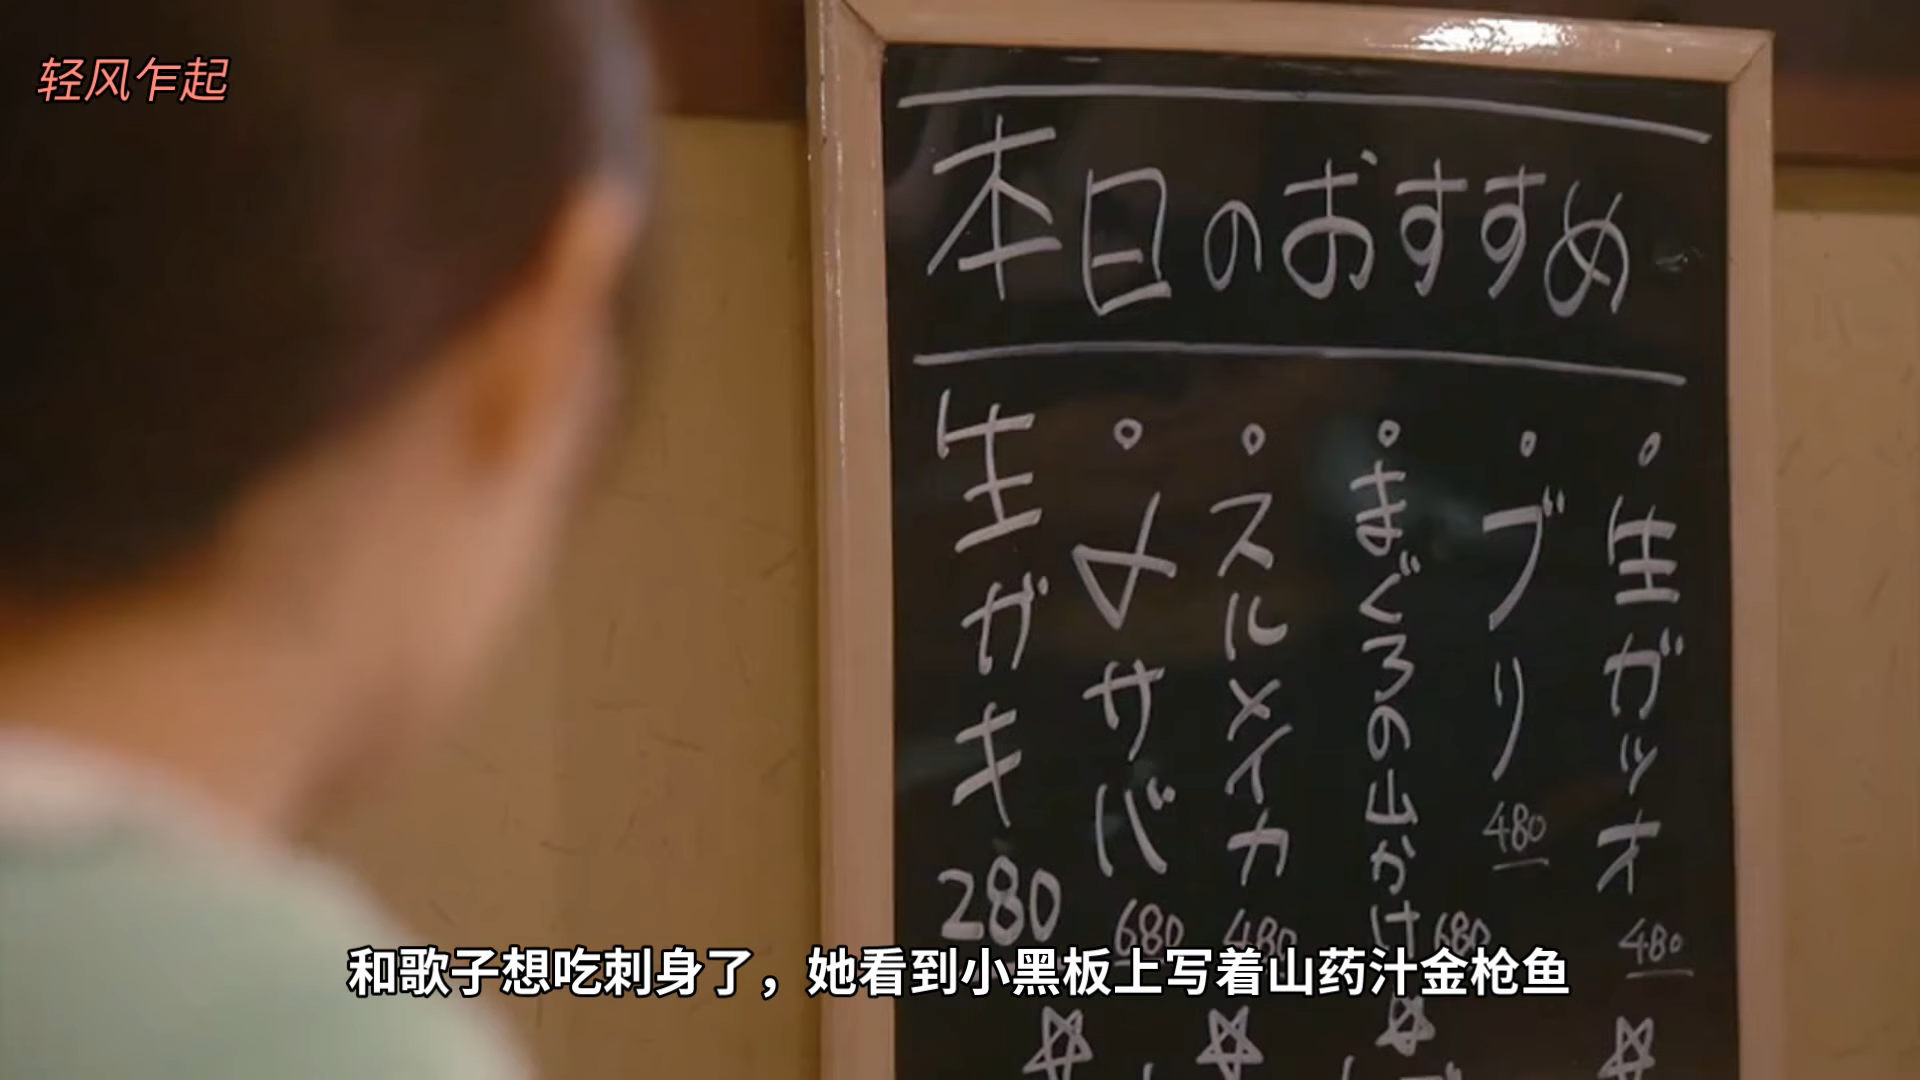 轻风乍起
本日のおすすめ
・生ガツオ 480
・ブリ 480
・まぐろの山かけ 680
・スルメイカ 480
・〆サバ 680
生ガキ 280
和歌子想吃刺身了，她看到小黑板上写着山药汁金枪鱼